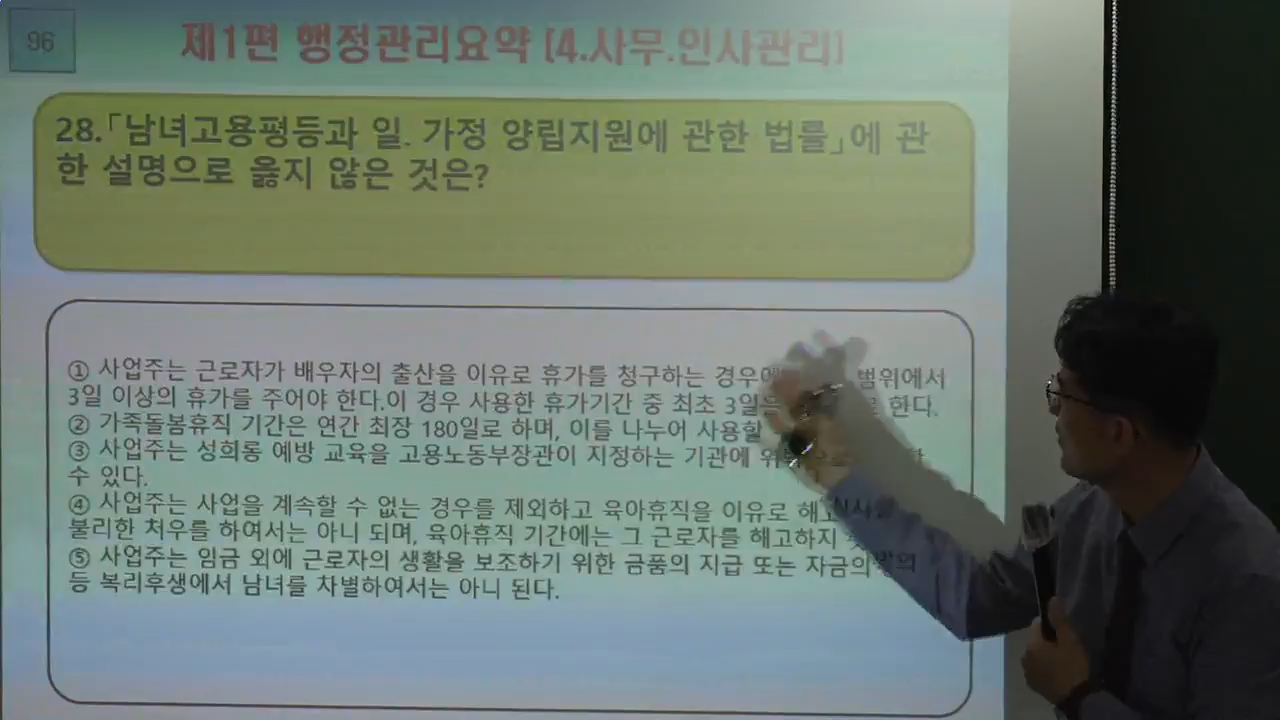 96
제1편 행정관리요약 [4.사무.인사관리]
28.「남녀고용평등과 일. 가정 양립지원에 관한 법률」에 관
한 설명으로 옳지 않은 것은?
① 사업주는 근로자가 배우자의 출산을 이유로 휴가를 청구하는 경우에 범위에서
3일 이상의 휴가를 주어야 한다.이 경우 사용한 휴가기간 중 최초 3일은 한다.
② 가족돌봄휴직 기간은 연간 최장 180일로 하며, 이를 나누어 사용할
③ 사업주는 성희롱 예방 교육을 고용노동부장관이 지정하는 기관에
수 있다.
④ 사업주는 사업을 계속할 수 없는 경우를 제외하고 육아휴직을 이유로
불리한 처우를 하여서는 아니 되며, 육아휴직 기간에는 그 근로자를 해고하지
⑤ 사업주는 임금 외에 근로자의 생활을 보조하기 위한 금품의 지급 또는 자금의
등 복리후생에서 남녀를 차별하여서는 아니 된다.